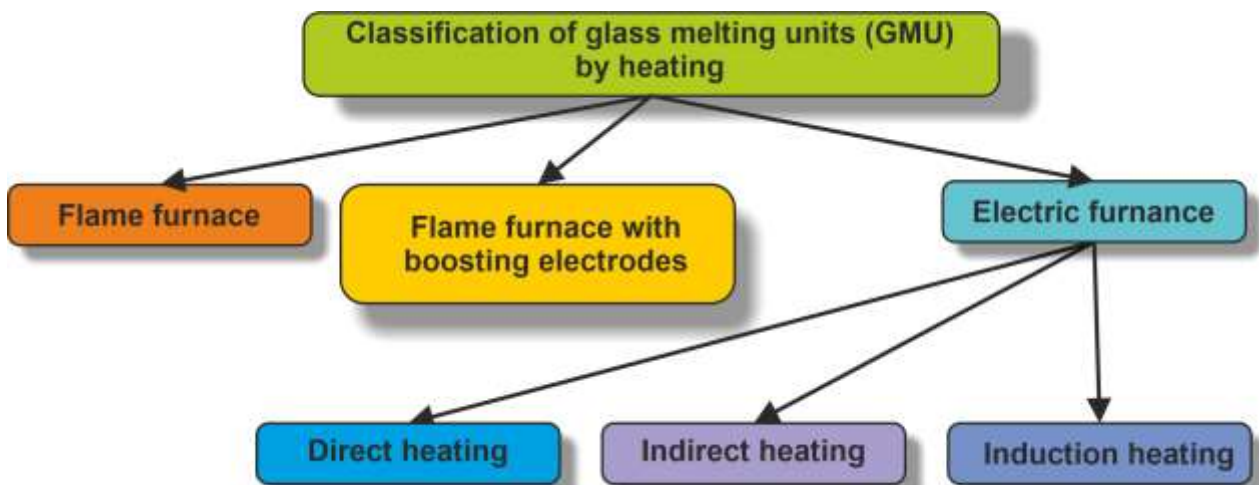 Classification of glass melting units (GMU)
by heating
Flame furnace
Flame furnace with
boosting electrodes
Electric furnance
Direct heating
Indirect heating
Induction heating